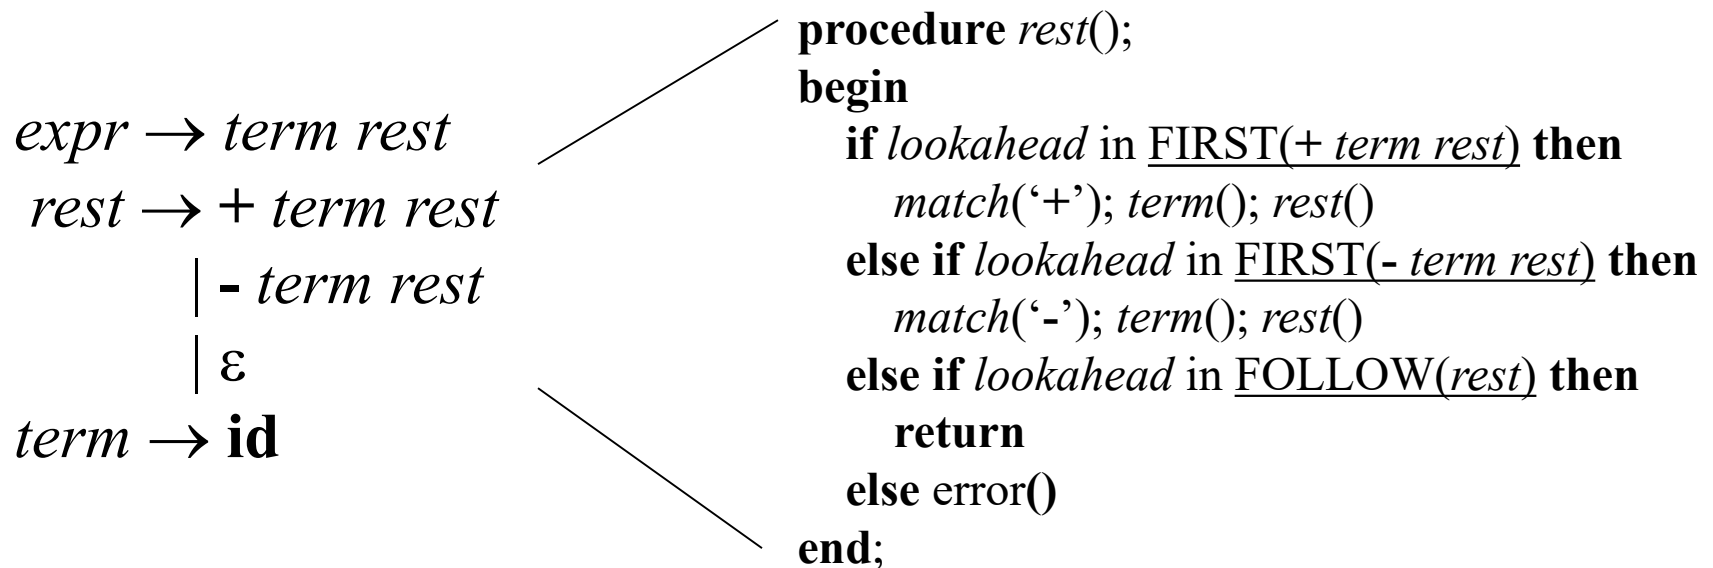 expr → term rest
rest → + term rest
| - term rest
| ε
term → id
procedure rest();
begin
if lookahead in FIRST(+ term rest) then
match(‘+’); term(); rest()
else if lookahead in FIRST(- term rest) then
match(‘-’); term(); rest()
else if lookahead in FOLLOW(rest) then
return
else error()
end;